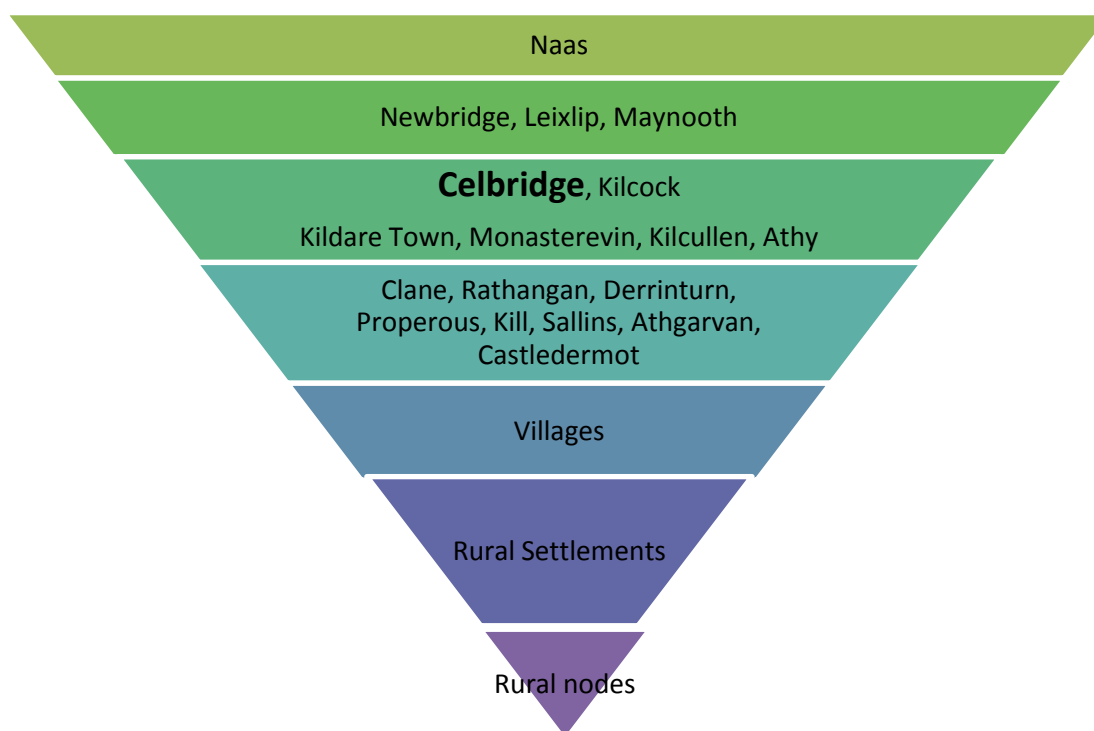 Naas
Newbridge, Leixlip, Maynooth
Celbridge, Kilcock
Kildare Town, Monasterevin, Kilcullen, Athy
Clane, Rathangan, Derrinturn,
Properous, Kill, Sallins, Athgarvan,
Castledermot
Villages
Rural Settlements
Rural nodes